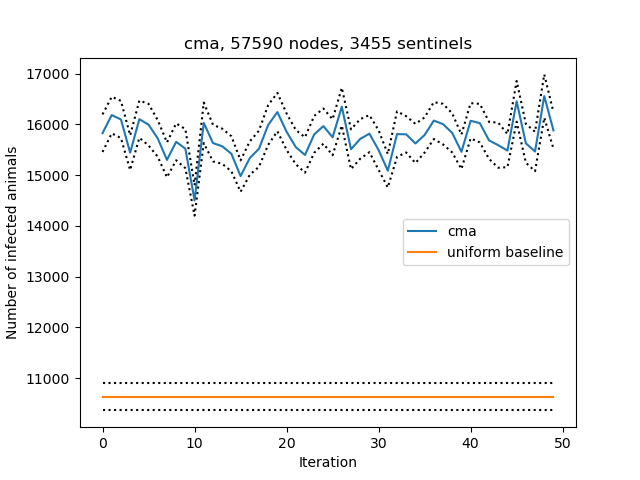 cma, 57590 nodes, 3455 sentinels
Number of infected animals
17000
16000
15000
14000
13000
12000
11000
cma
uniform baseline
0
10
20
30
40
50
Iteration